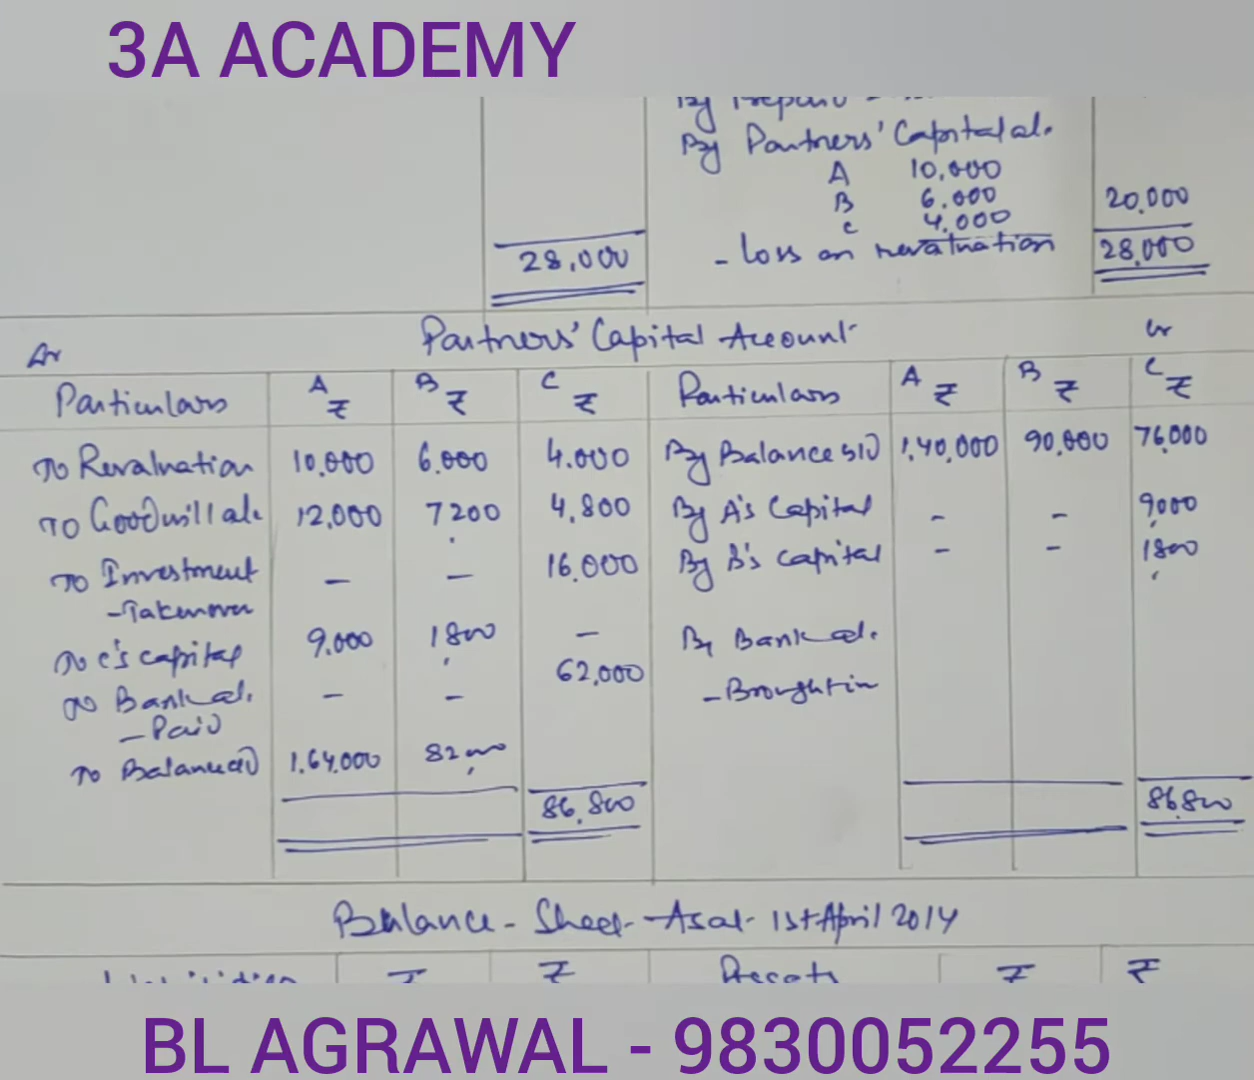 3A ACADEMY
By Partners' Capital a/c.
A 10,000
B 6,000 20,000
C 4,000
28,000 - Loss on revaluation 28,000
Dr Partners' Capital Account Cr
Particulars A ₹ B ₹ C ₹ Particulars A ₹ B ₹ C ₹
To Revaluation 10,000 6,000 4,000 By Balance b/d 1,40,000 90,000 76,000
To Goodwill a/c 12,000 7200 4,800 By A's Capital - - 9,000
To Investment - - 16,000 By B's Capital - - 1800
-Takenover
To C's capital 9,000 1800 - By Bank a/c.
To Bank a/c. - - 62,000 -Brought in
-Paid
To Balance c/d 1,64,000 82,000
86,800 86,800
Balance - Sheet - As at - 1st April 2014
₹ ₹ Assets ₹ ₹
BL AGRAWAL - 9830052255